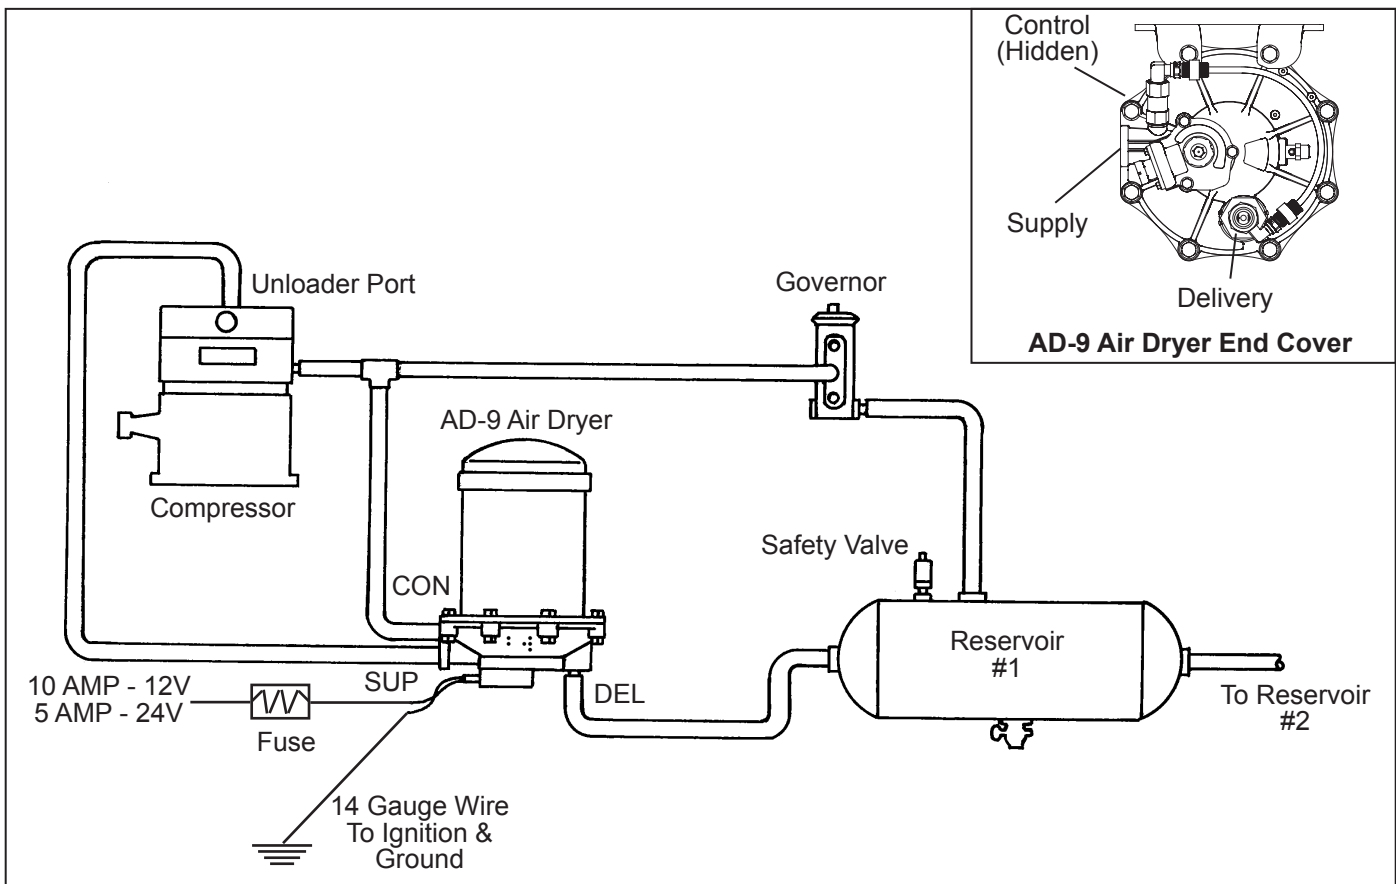 Control
(Hidden)
Supply
Delivery
AD-9 Air Dryer End Cover
Unloader Port
Governor
AD-9 Air Dryer
Compressor
Safety Valve
CON
Reservoir
#1
SUP
DEL
10 AMP - 12V
5 AMP - 24V
Fuse
To Reservoir
#2
14 Gauge Wire
To Ignition &
Ground